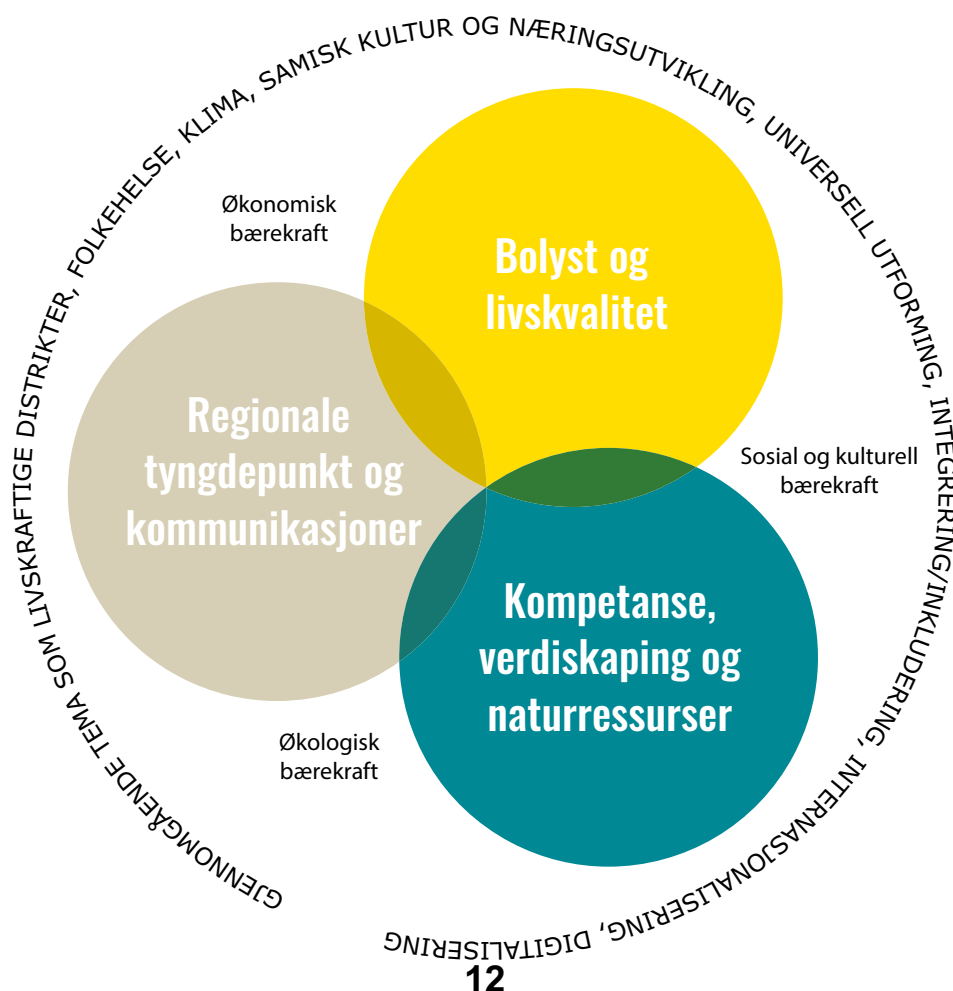 GJENNOMGÅENDE TEMA SOM LIVSKRAFTIGE DISTRIKTER, FOLKEHELSE, KLIMA, SAMISK KULTUR OG NÆRINGSUTVIKLING, UNIVERSELL UTFORMING, INTEGRERING/INKLUDERING, INTERNASJONALISERING, DIGITALISERING
Økonomisk
bærekraft
Bolyst og
livskvalitet
Regionale
tyngdepunkt og
kommunikasjoner
Sosial og kulturell
bærekraft
Kompetanse,
verdiskaping og
naturressurser
Økologisk
bærekraft
12